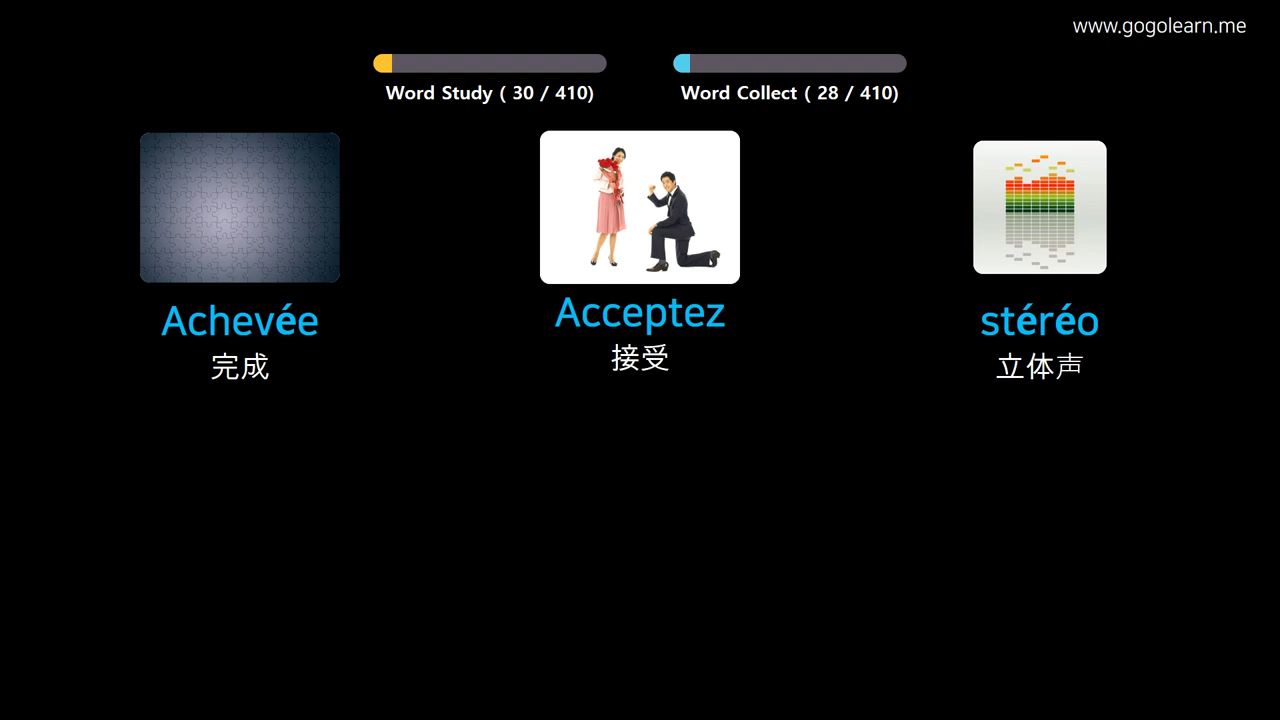 www.gogolearn.me
Word Study ( 30 / 410)
Word Collect ( 28 / 410)
Achevée
完成
Acceptez
接受
stéréo
立体声